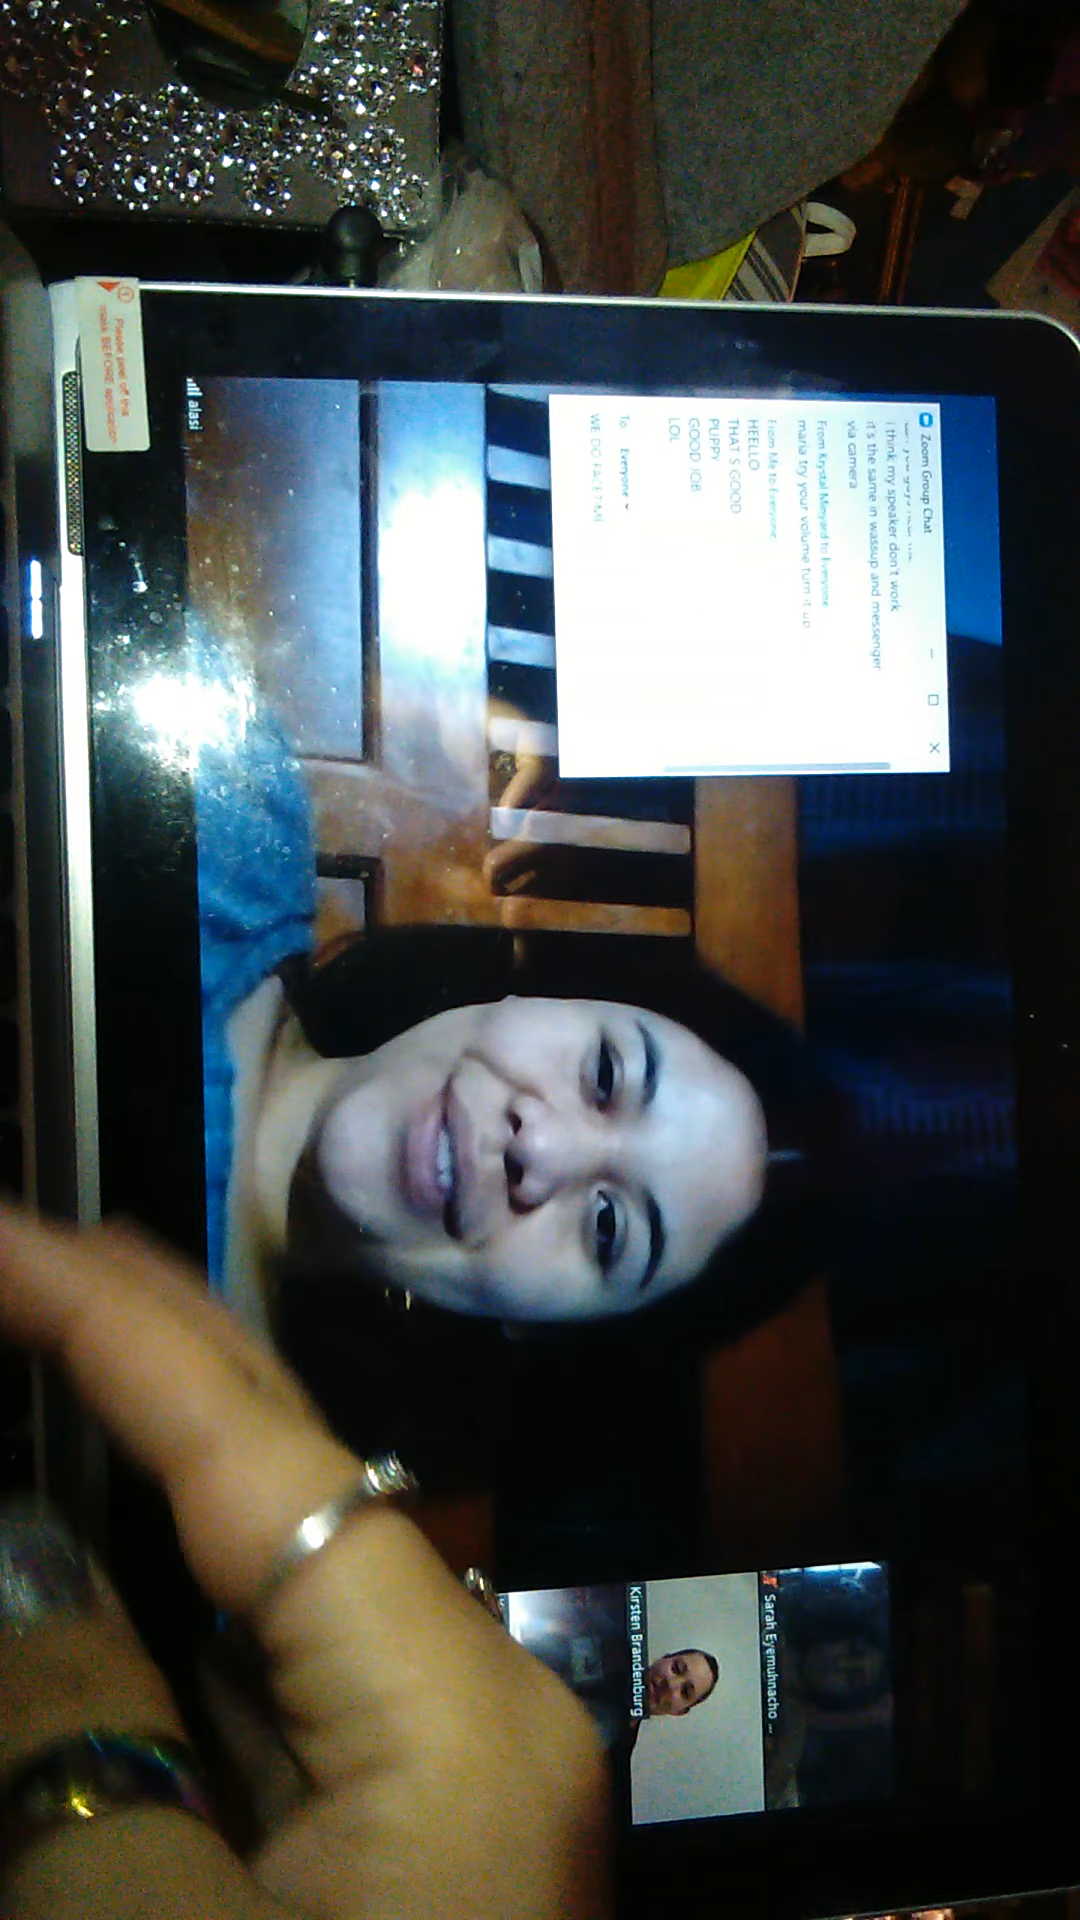 Zoom Group Chat
i think my speaker don't work
it's the same in wassup and messenger
via camera
From Krystal Minyard to Everyone
maria try your volume turn it up
From Me to Everyone
HEELLO
THAT S GOOD
PUPPY
GOOD JOB
LOL
To Everyone
WE DO FACETIMI
alasi
Please peel off the
mask BEFORE application
Sarah Eyemuhnacho ...
Kirsten Brandenburg